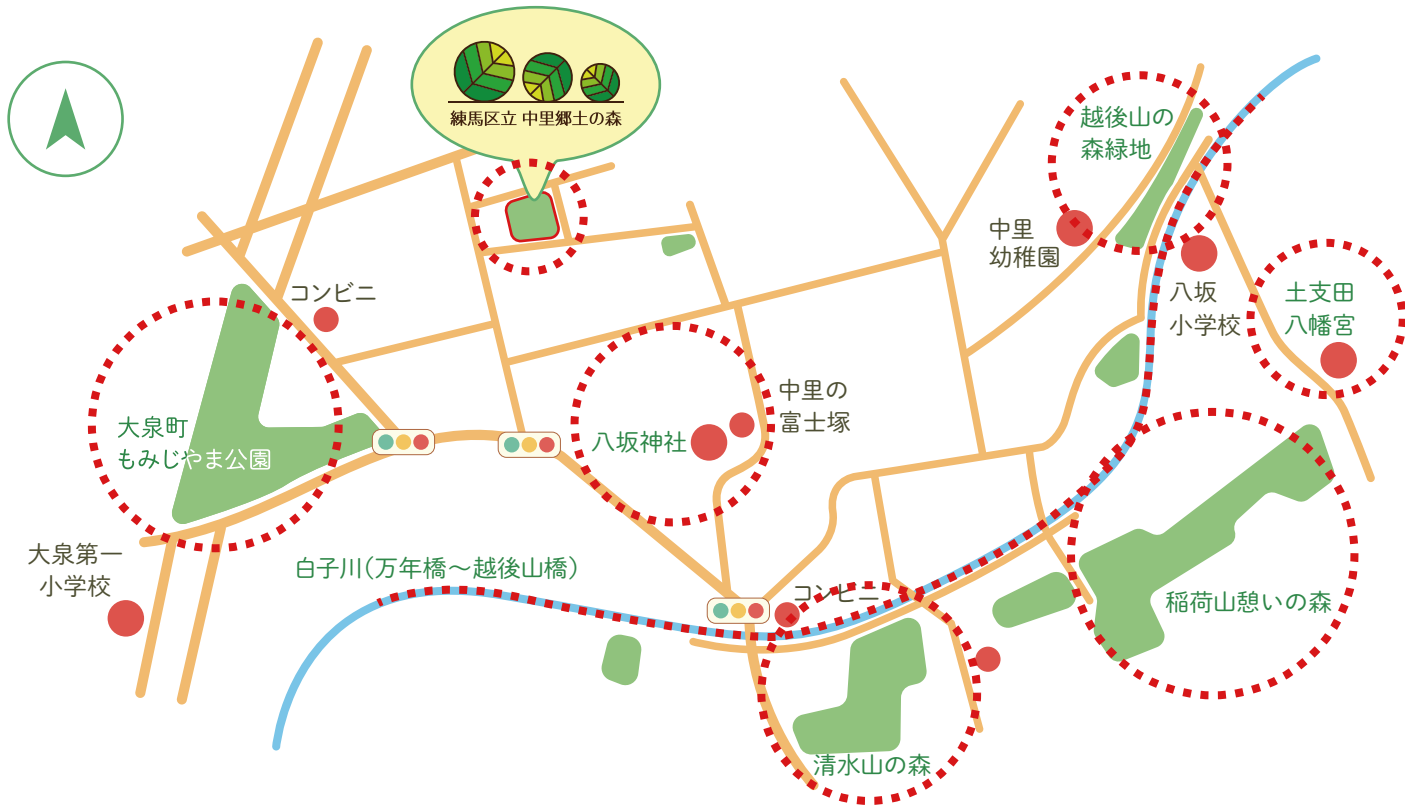 練馬区立 中里郷土の森
越後山の
森緑地
中里
幼稚園
八坂
小学校
土支田
八幡宮
コンビニ
大泉町
もみじやま公園
中里の
富士塚
八坂神社
大泉第一
小学校
白子川(万年橋〜越後山橋)
コンビニ
稲荷山憩いの森
清水山の森